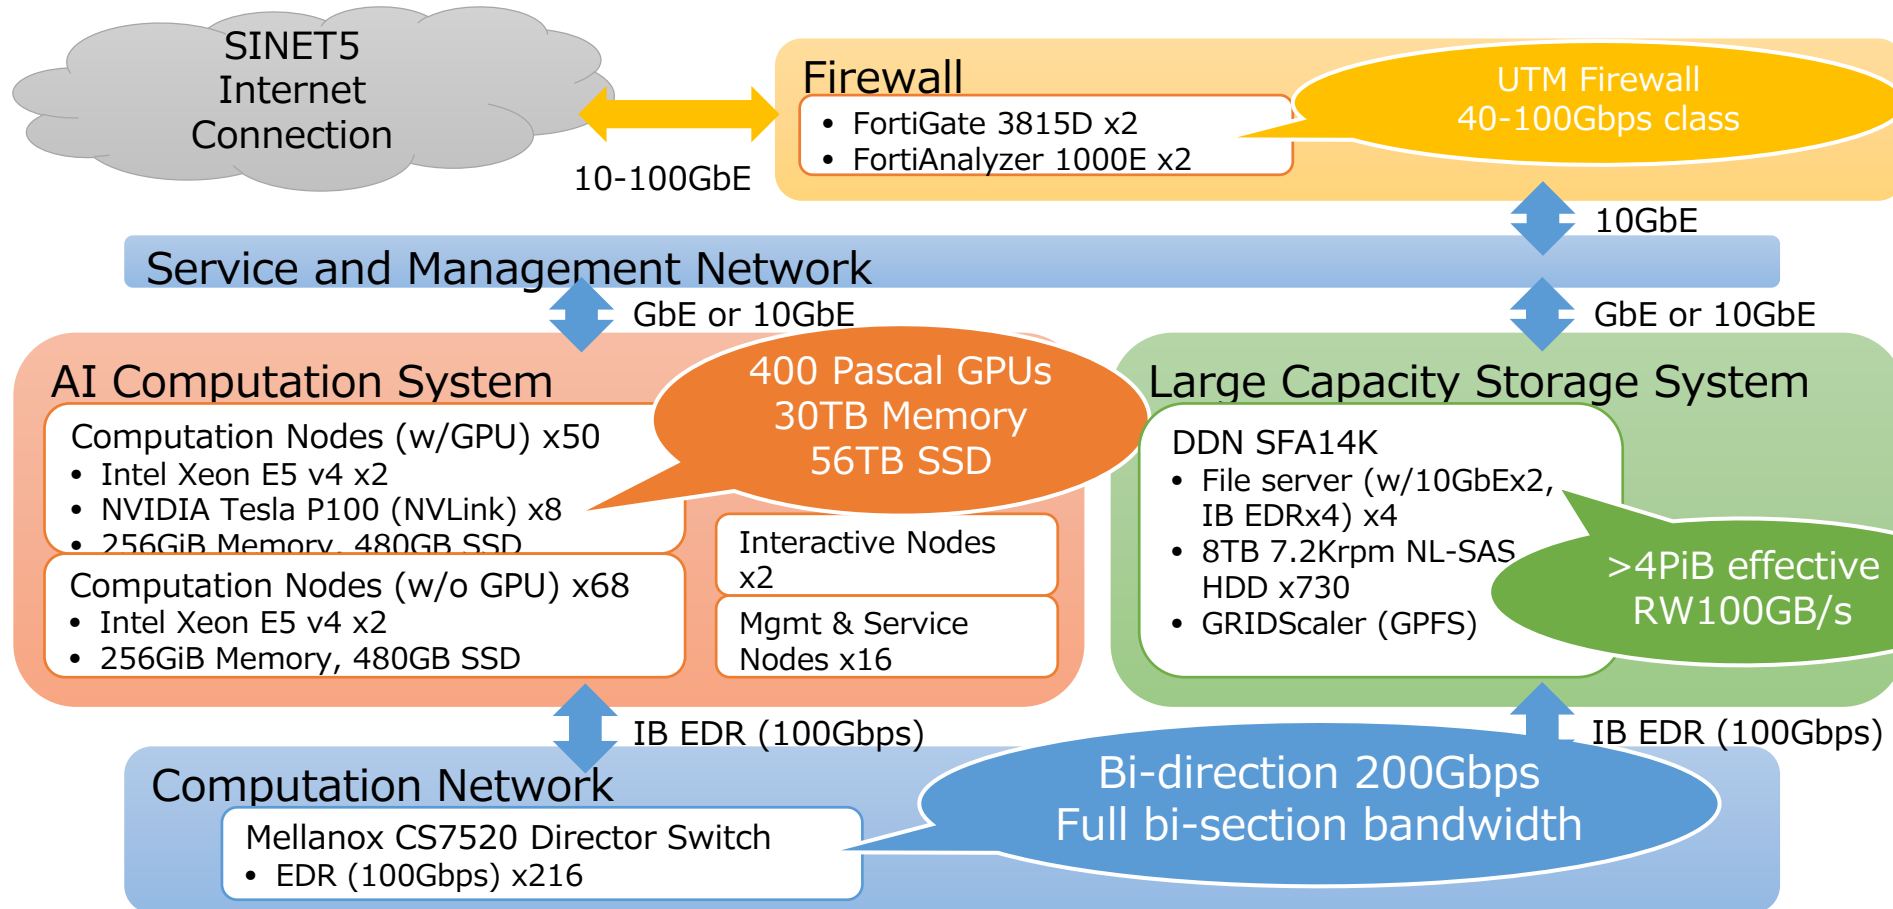 SINET5
Internet
Connection
10-100GbE
Firewall
• FortiGate 3815D x2
• FortiAnalyzer 1000E x2
UTM Firewall
40-100Gbps class
10GbE
Service and Management Network
GbE or 10GbE
GbE or 10GbE
AI Computation System
Computation Nodes (w/GPU) x50
• Intel Xeon E5 v4 x2
• NVIDIA Tesla P100 (NVLink) x8
• 256GiB Memory, 480GB SSD
Computation Nodes (w/o GPU) x68
• Intel Xeon E5 v4 x2
• 256GiB Memory, 480GB SSD
400 Pascal GPUs
30TB Memory
56TB SSD
Interactive Nodes
x2
Mgmt & Service
Nodes x16
Large Capacity Storage System
DDN SFA14K
• File server (w/10GbEx2,
IB EDRx4) x4
• 8TB 7.2Krpm NL-SAS
HDD x730
• GRIDScaler (GPFS)
>4PiB effective
RW100GB/s
IB EDR (100Gbps)
IB EDR (100Gbps)
Computation Network
Mellanox CS7520 Director Switch
• EDR (100Gbps) x216
Bi-direction 200Gbps
Full bi-section bandwidth